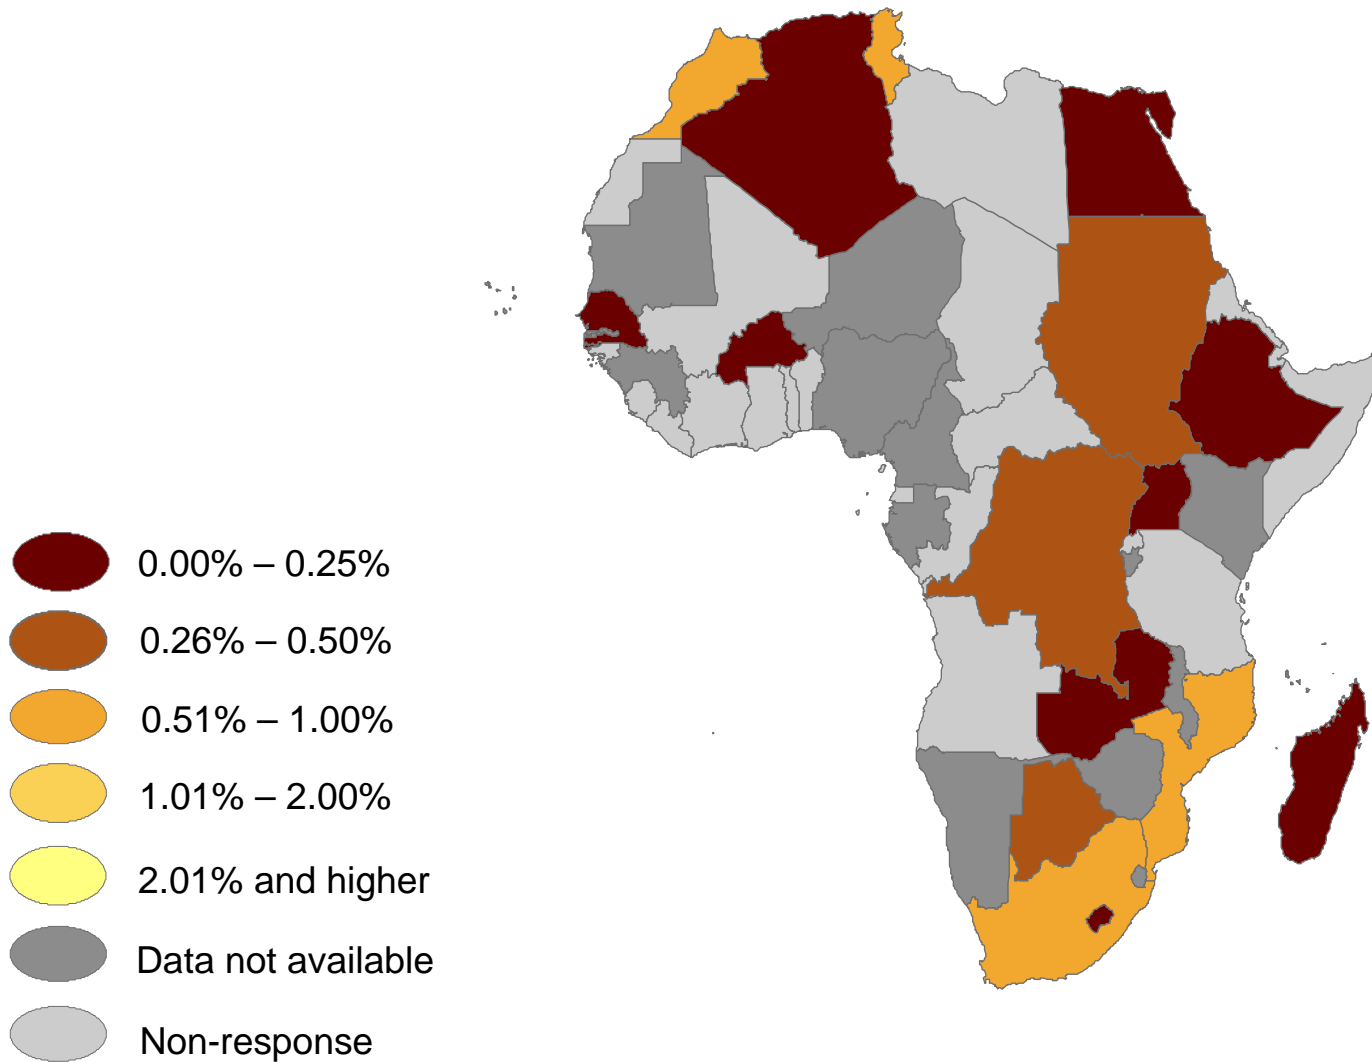 0.00% – 0.25%
0.26% – 0.50%
0.51% – 1.00%
1.01% – 2.00%
2.01% and higher
Data not available
Non-response